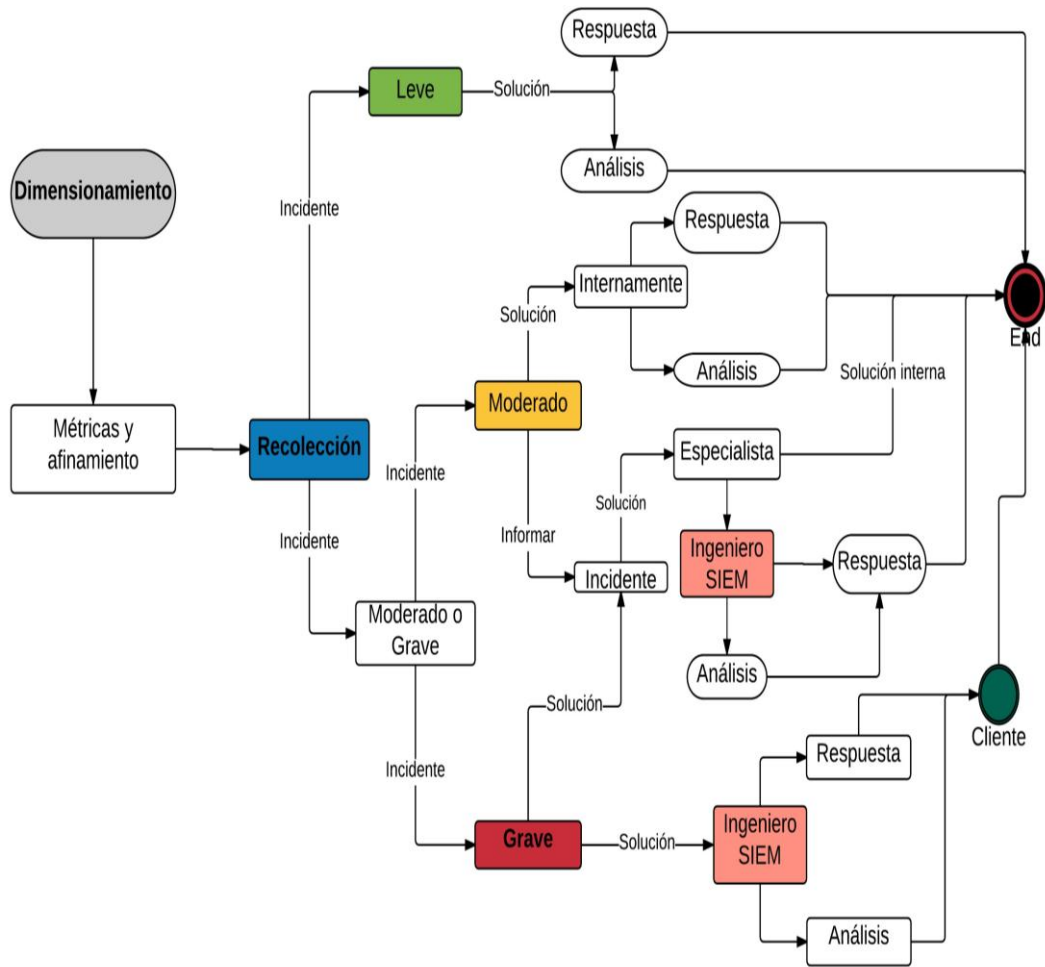 Respuesta
Leve
Solución
Análisis
Dimensionamiento
Incidente
Respuesta
Internamente
Solución
End
Análisis
Solución interna
Moderado
Métricas y
afinamiento
Recolección
Incidente
Especialista
Solución
Incidente
Informar
Ingeniero
SIEM
Respuesta
Incidente
Moderado o
Grave
Análisis
Solución
Cliente
Respuesta
Incidente
Grave
Solución
Ingeniero
SIEM
Análisis